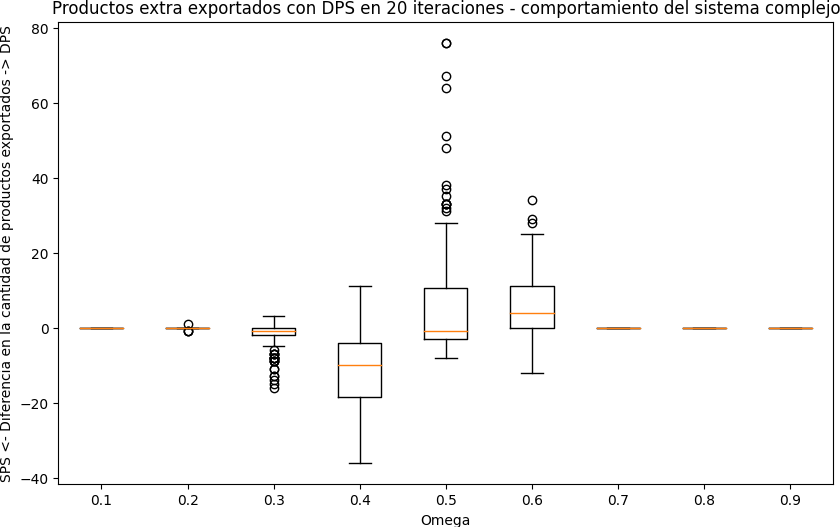 Productos extra exportados con DPS en 20 iteraciones - comportamiento del sistema complejo
SPS <- Diferencia en la cantidad de productos exportados -> DPS
80
60
40
20
0
−20
−40
0.1 0.2 0.3 0.4 0.5 0.6 0.7 0.8 0.9
Omega